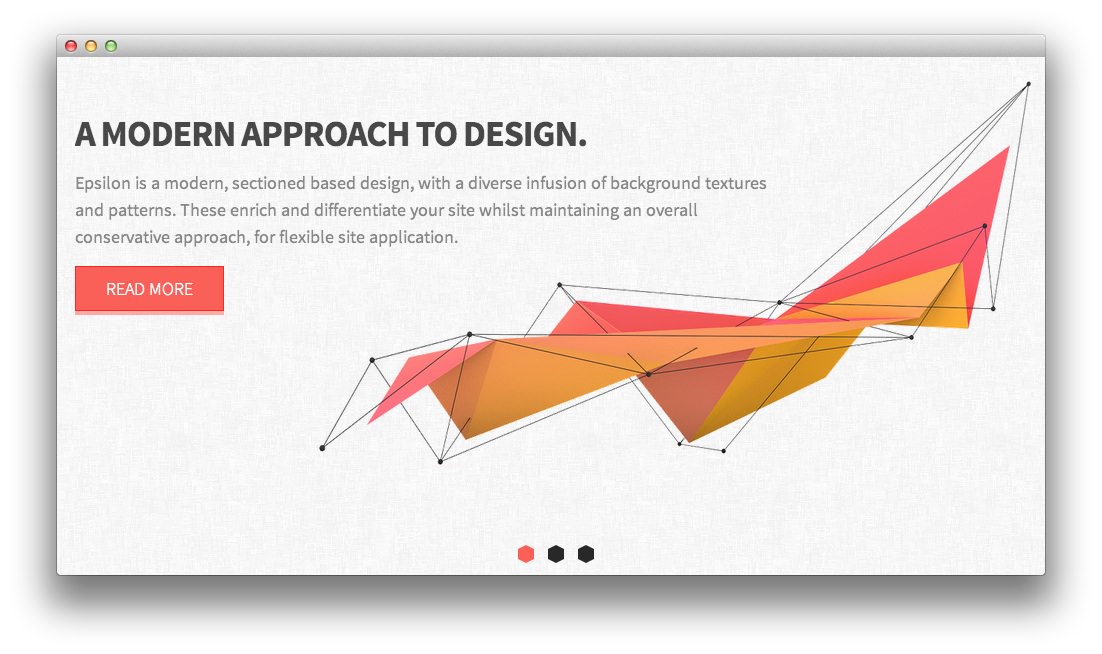 A MODERN APPROACH TO DESIGN.
Epsilon is a modern, sectioned based design, with a diverse infusion of background textures
and patterns. These enrich and differentiate your site whilst maintaining an overall
conservative approach, for flexible site application.
READ MORE